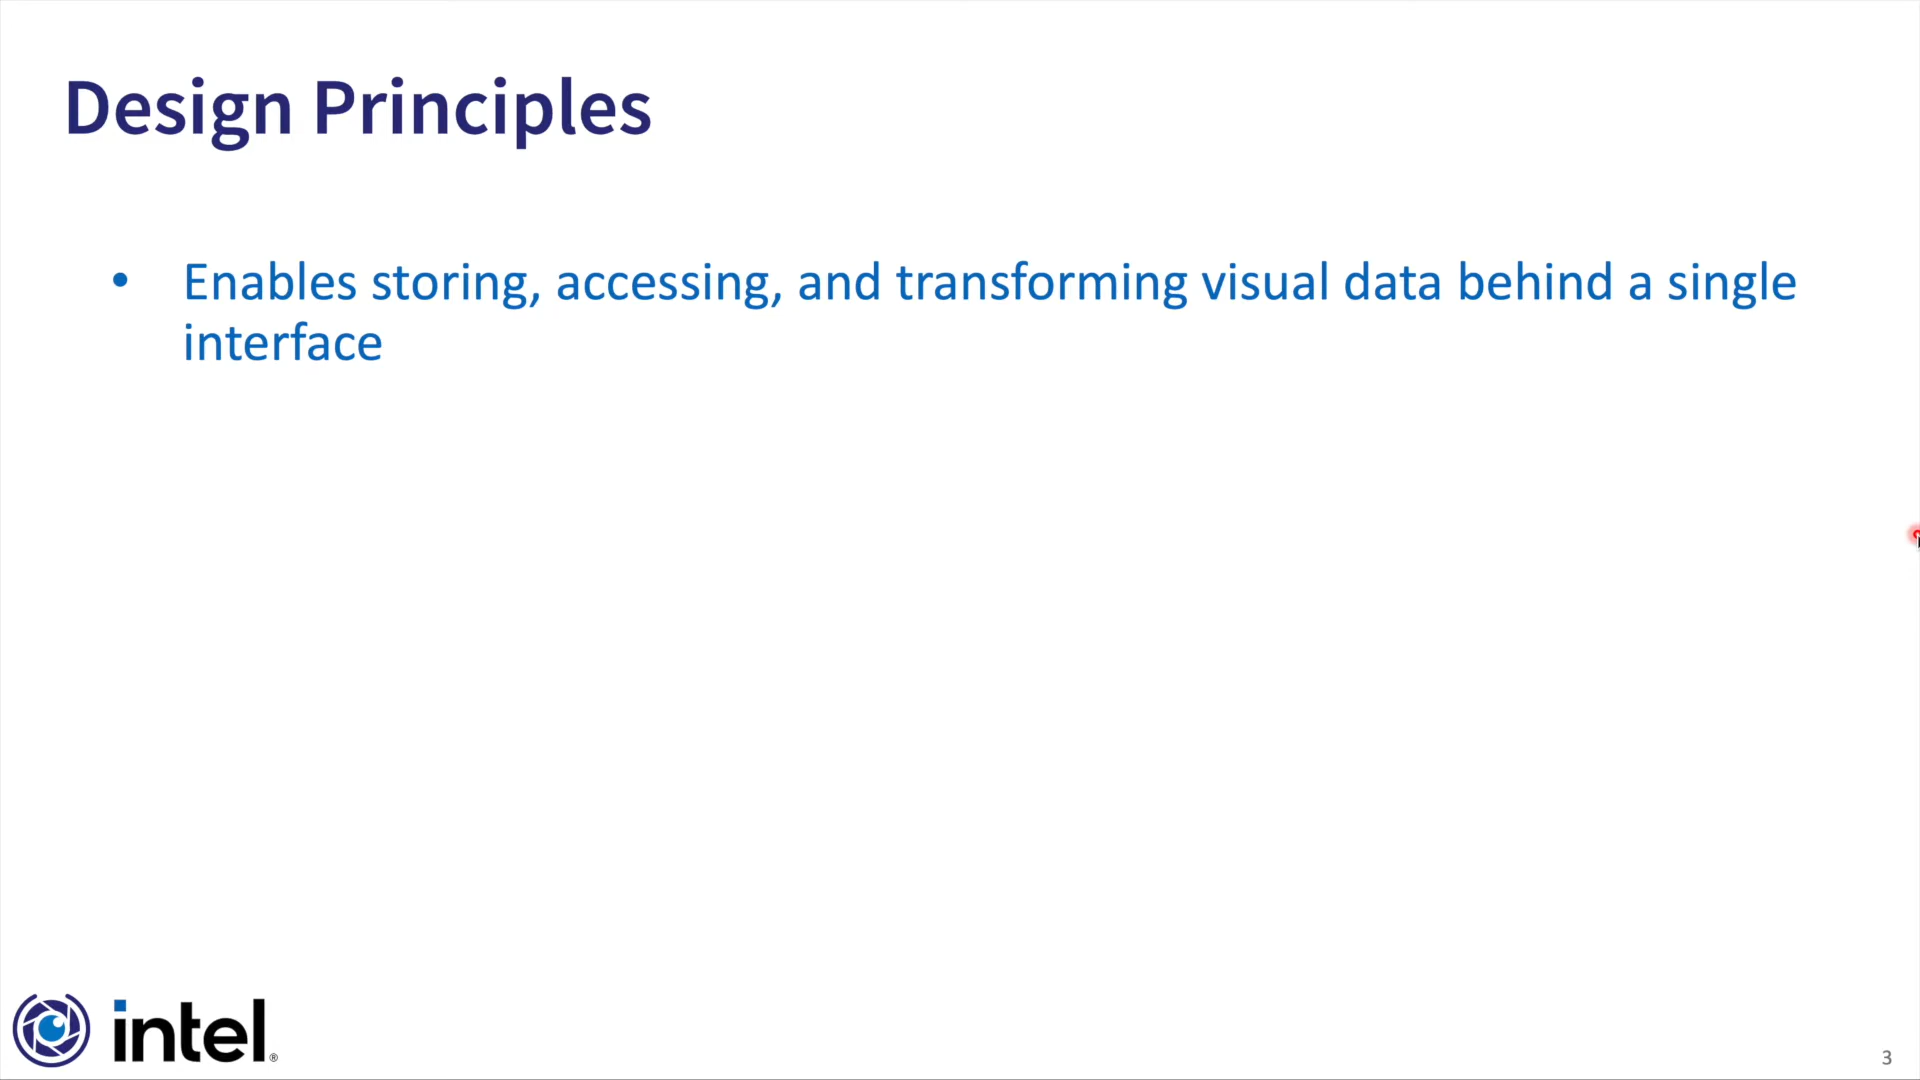 Design Principles
• Enables storing, accessing, and transforming visual data behind a single
interface
intel®
3